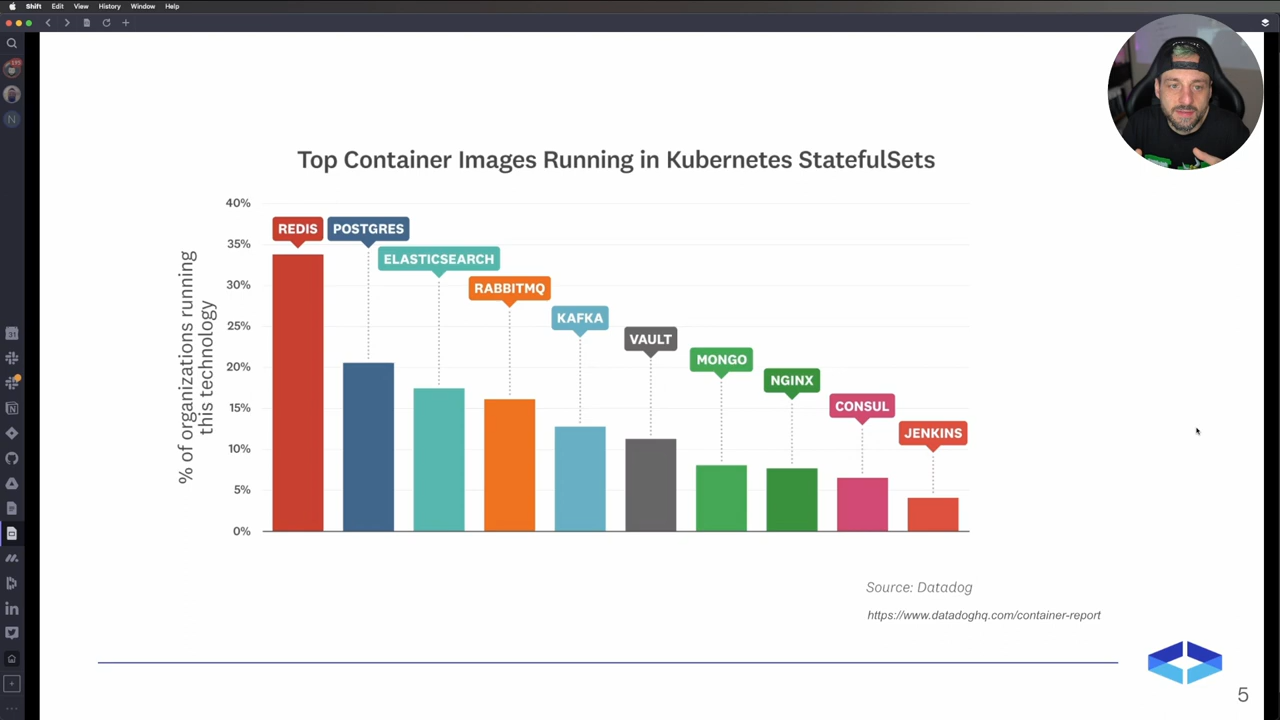 Shift Edit View History Window Help
Top Container Images Running in Kubernetes StatefulSets
% of organizations running
this technology
40%
35%
30%
25%
20%
15%
10%
5%
0%
REDIS
POSTGRES
ELASTICSEARCH
RABBITMQ
KAFKA
VAULT
MONGO
NGINX
CONSUL
JENKINS
Source: Datadog
https://www.datadoghq.com/container-report
5
N
31